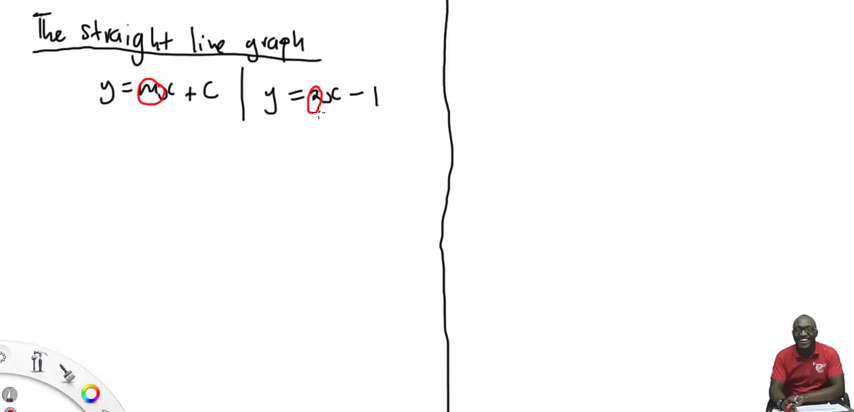 The straight line graph
y = mx + c | y = 2x - 1